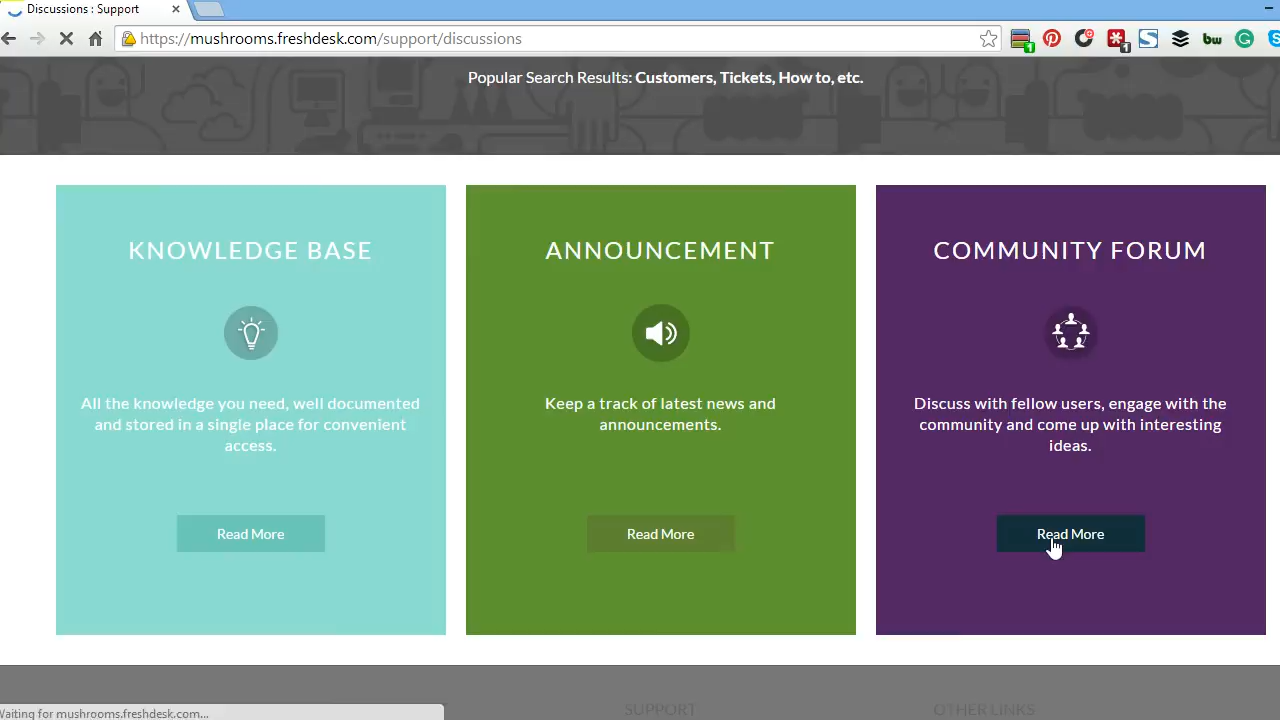 Discussions : Support
https://mushrooms.freshdesk.com/support/discussions
1
1
bw
Popular Search Results: Customers, Tickets, How to, etc.
KNOWLEDGE BASE
All the knowledge you need, well documented
and stored in a single place for convenient
access.
Read More
ANNOUNCEMENT
Keep a track of latest news and
announcements.
Read More
COMMUNITY FORUM
Discuss with fellow users, engage with the
community and come up with interesting
ideas.
Read More
SUPPORT
OTHER LINKS
Waiting for mushrooms.freshdesk.com...